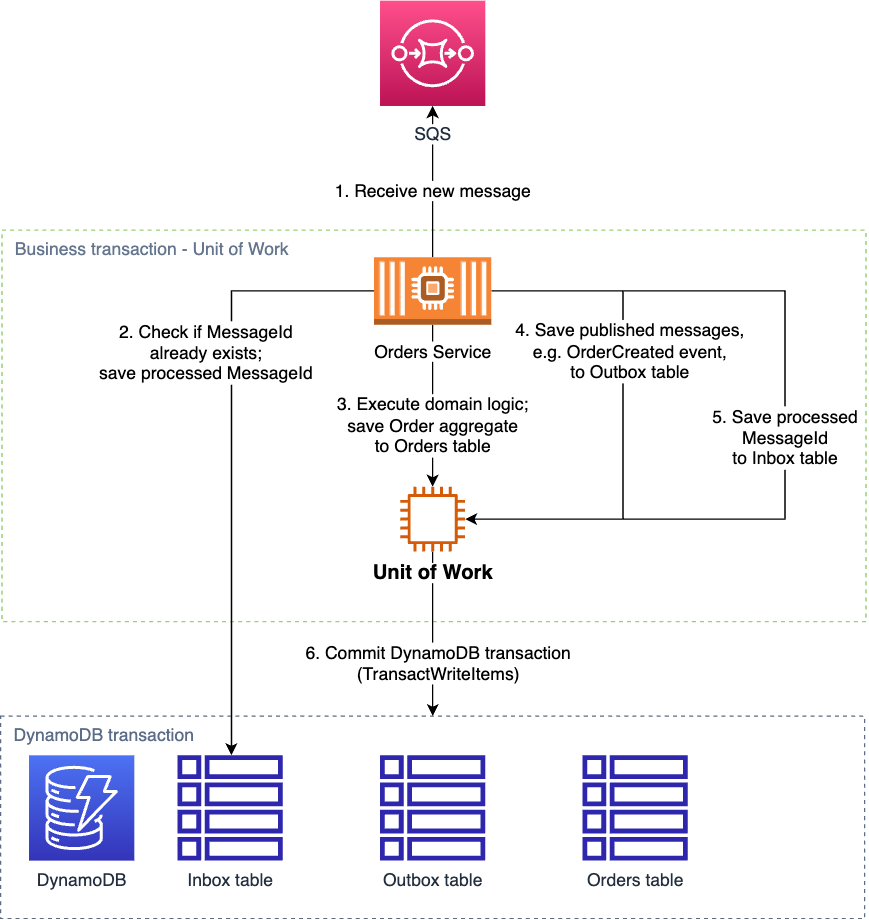 SQS
1. Receive new message
Business transaction - Unit of Work
2. Check if MessageId
already exists;
save processed MessageId
Orders Service
3. Execute domain logic;
save Order aggregate
to Orders table
4. Save published messages,
e.g. OrderCreated event,
to Outbox table
5. Save processed
MessageId
to Inbox table
Unit of Work
6. Commit DynamoDB transaction
(TransactWriteItems)
DynamoDB transaction
DynamoDB
Inbox table
Outbox table
Orders table